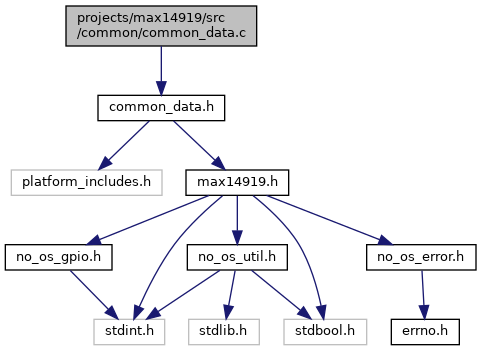 projects/max14919/src
/common/common_data.c
common_data.h
platform_includes.h
max14919.h
no_os_gpio.h
no_os_util.h
no_os_error.h
stdint.h
stdlib.h
stdbool.h
errno.h